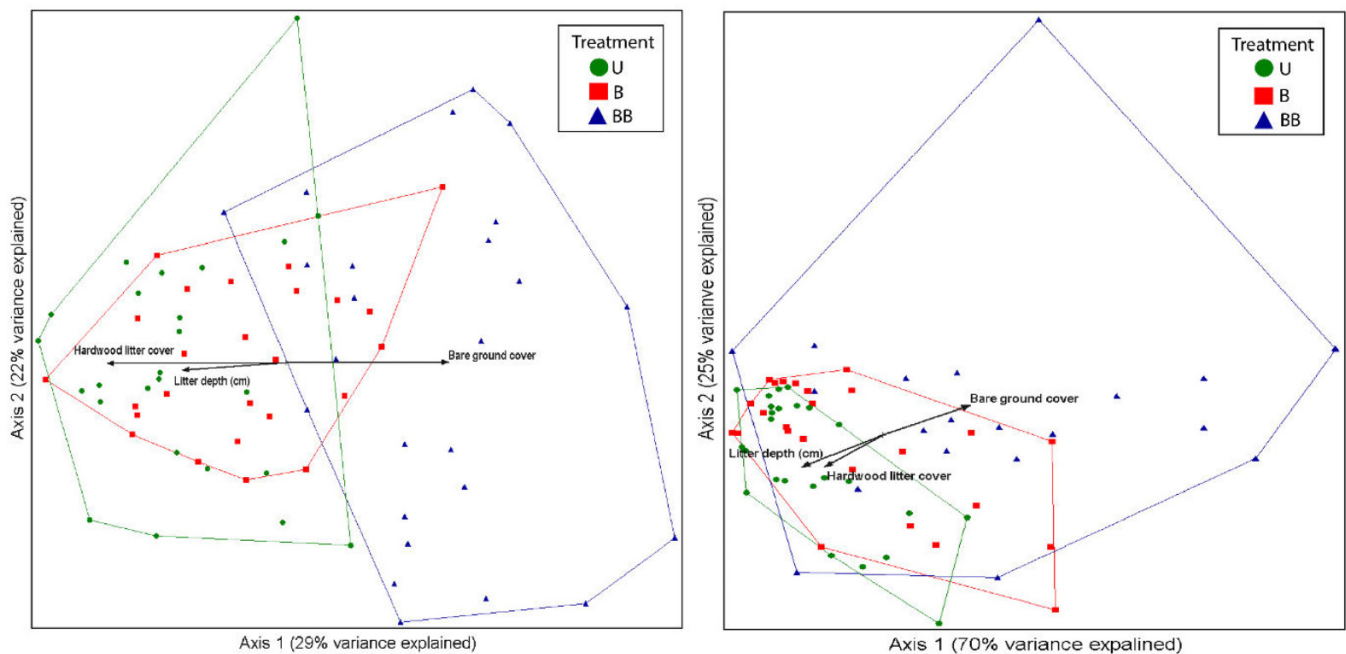 Treatment
U
B
BB
Axis 2 (22% variance explained)
Hardwood litter cover
Litter depth (cm)
Bare ground cover
Axis 1 (29% variance explained)
Treatment
U
B
BB
Axis 2 (25% varianve explained)
Bare ground cover
Litter depth (cm)
Hardwood litter cover
Axis 1 (70% variance expalined)